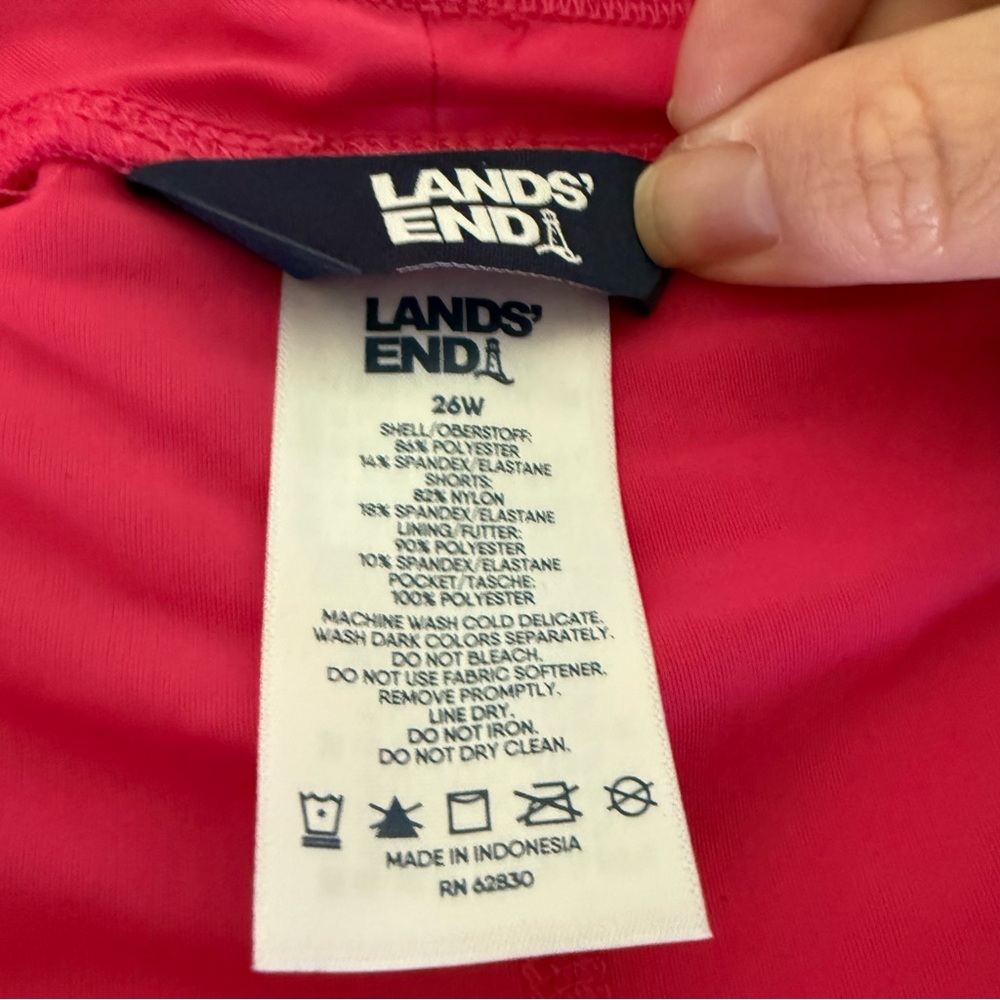 LANDS'
END
LANDS'
END
26W
SHELL/OBERSTOFF:
86% POLYESTER
14% SPANDEX/ELASTANE
SHORTS:
82% NYLON
18% SPANDEX/ELASTANE
LINING/FUTTER:
90% POLYESTER
10% SPANDEX/ELASTANE
POCKET/TASCHE:
100% POLYESTER
MACHINE WASH COLD DELICATE.
WASH DARK COLORS SEPARATELY.
DO NOT BLEACH.
DO NOT USE FABRIC SOFTENER.
REMOVE PROMPTLY.
LINE DRY.
DO NOT IRON.
DO NOT DRY CLEAN.
MADE IN INDONESIA
RN 62830